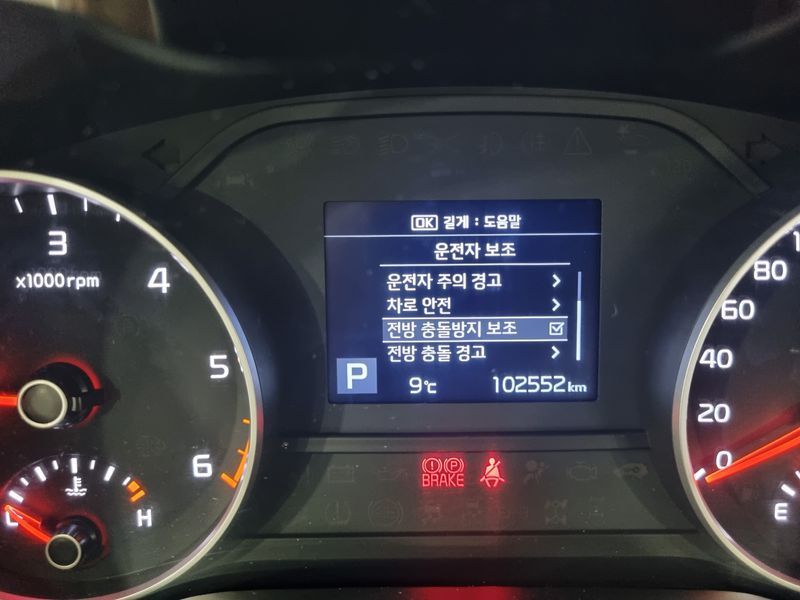 OK 길게 : 도움말
운전자 보조
운전자 주의 경고
차로 안전
전방 충돌방지 보조
전방 충돌 경고
P 9℃ 102552 km
3
x1000rpm
4
5
6
H
BRAKE
80
60
40
20
0
E